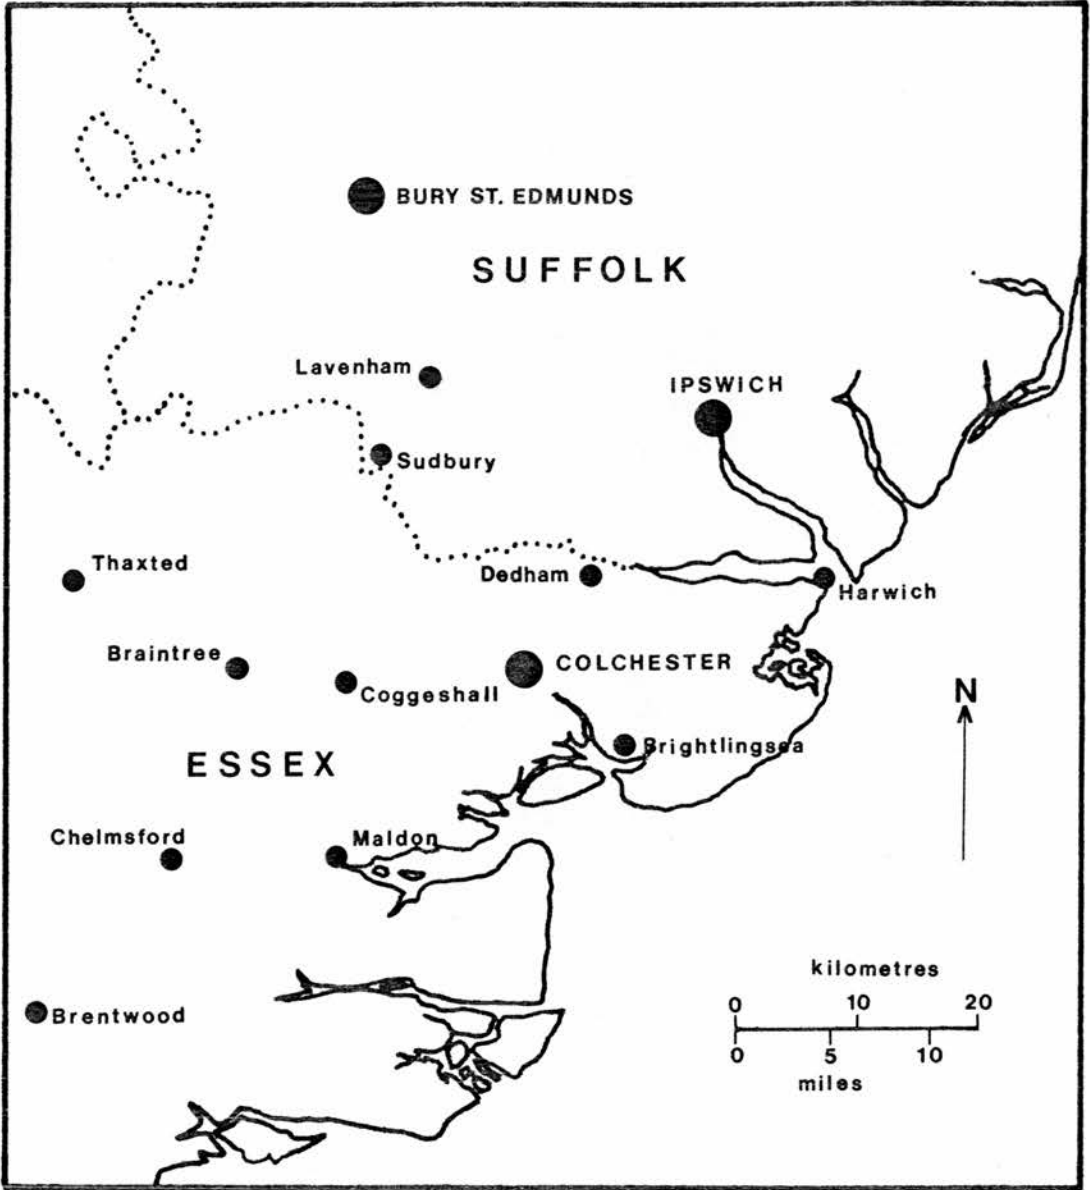 BURY ST. EDMUNDS
SUFFOLK
Lavenham
IPSWICH
Sudbury
Thaxted
Dedham
Harwich
Braintree
COLCHESTER
Coggeshall
N
Brightlingsea
ESSEX
Chelmsford
Maldon
kilometres
0 10 20
Brentwood
0 5 10
miles